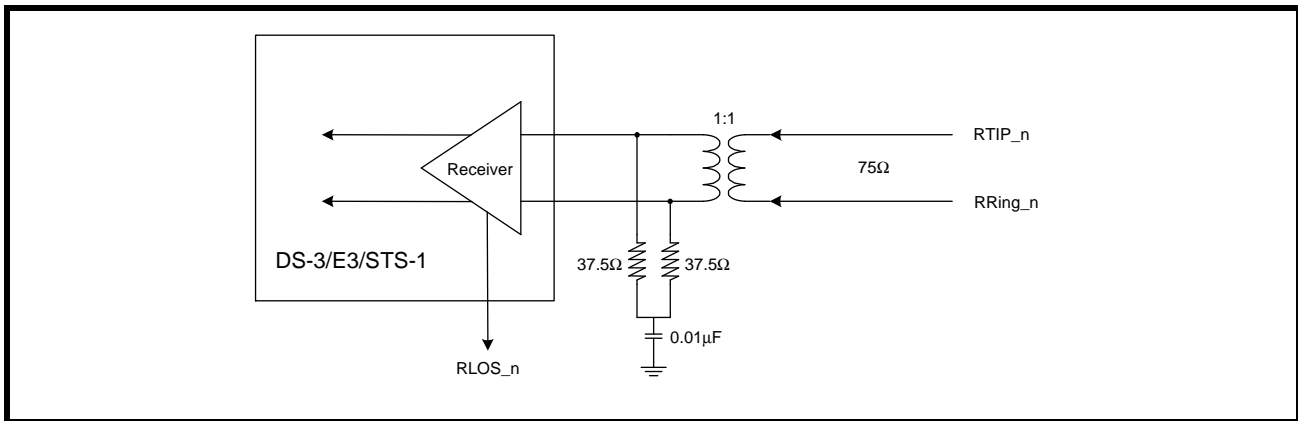 1:1
RTIP_n
Receiver
75Ω
RRing_n
DS-3/E3/STS-1
37.5Ω
37.5Ω
0.01μF
RLOS_n